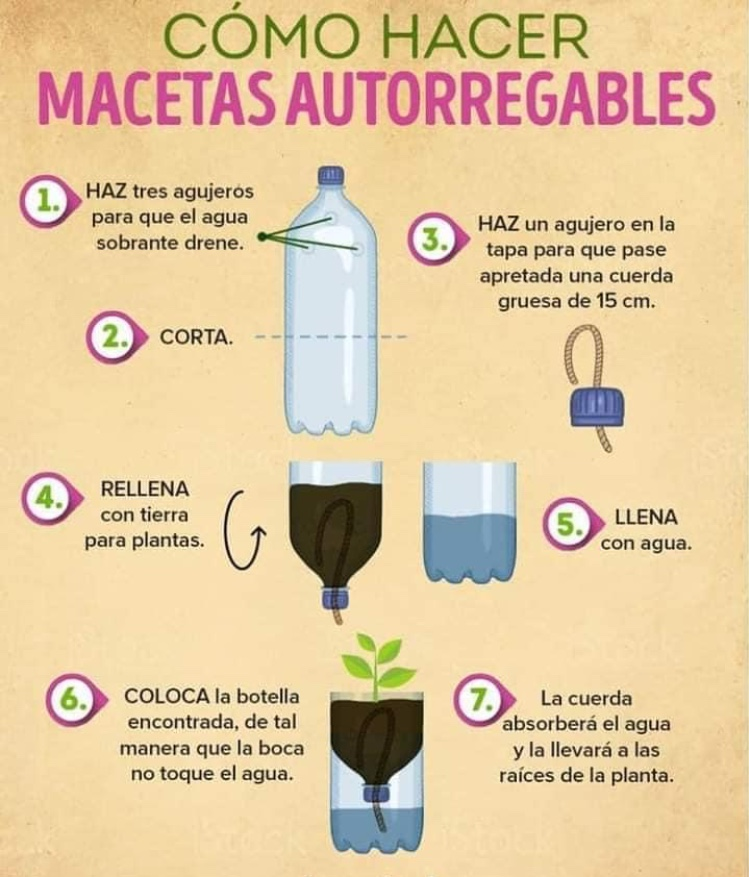 CÓMO HACER
MACETAS AUTORREGABLES
1.
HAZ tres agujeros
para que el agua
sobrante drene.
2.
CORTA.
3.
HAZ un agujero en la
tapa para que pase
apretada una cuerda
gruesa de 15 cm.
4.
RELLENA
con tierra
para plantas.
5.
LLENA
con agua.
6.
COLOCA la botella
encontrada, de tal
manera que la boca
no toque el agua.
7.
La cuerda
absorberá el agua
y la llevará a las
raíces de la planta.